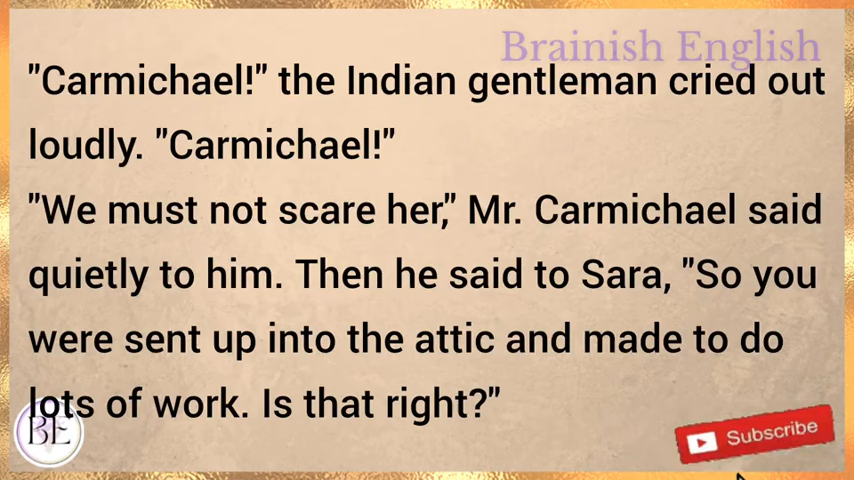 Brainish English
"Carmichael!" the Indian gentleman cried out
loudly. "Carmichael!"
"We must not scare her," Mr. Carmichael said
quietly to him. Then he said to Sara, "So you
were sent up into the attic and made to do
lots of work. Is that right?"
BE
Subscribe